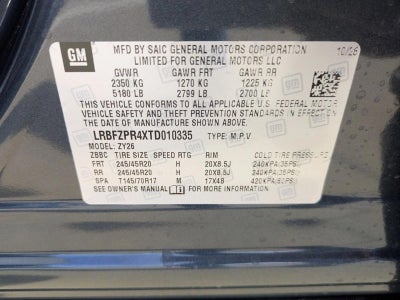 GM
MFD BY SAIC GENERAL MOTORS CORPORATION 10/25
LIMITED FOR GENERAL MOTORS LLC
GVWR GAWR FRT GAWR RR
2350 KG 1270 KG 1225 KG
5180 LB 2799 LB 2700 LB
THIS VEHICLE CONFORMS TO ALL APPLICABLE U.S. FEDERAL MOTOR
VEHICLE SAFETY AND THEFT PREVENTION STANDARDS IN EFFECT
ON THE DATE OF MANUFACTURE SHOWN ABOVE.
LRBFZPR4XTD010335 TYPE: M.P.V
MODEL: ZY26
ZBBC TIRE SIZE SPEED RTG RIM COLD TIRE PRESSURE
FRT 245/45R20 H 20X8.5J 240KPA/35PSI
RR 245/45R20 H 20X8.5J 240KPA/35PSI
SPA T145/70R17 M 17X4B 420KPA/60PSI
SEE OWNER'S MANUAL FOR MORE INFORMATION